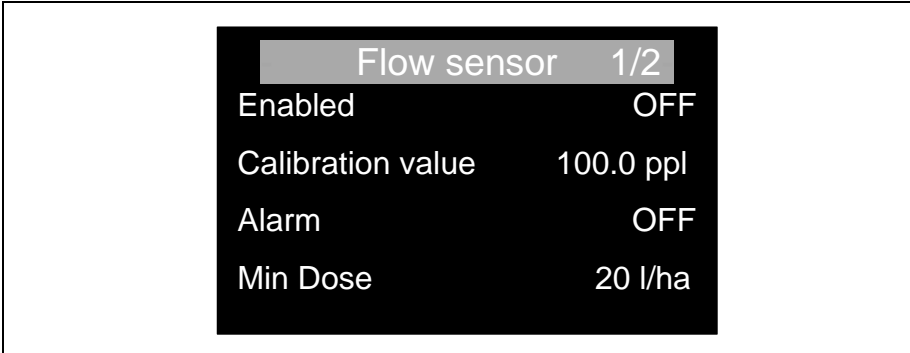 Flow sensor 1/2
Enabled OFF
Calibration value 100.0 ppl
Alarm OFF
Min Dose 20 l/ha